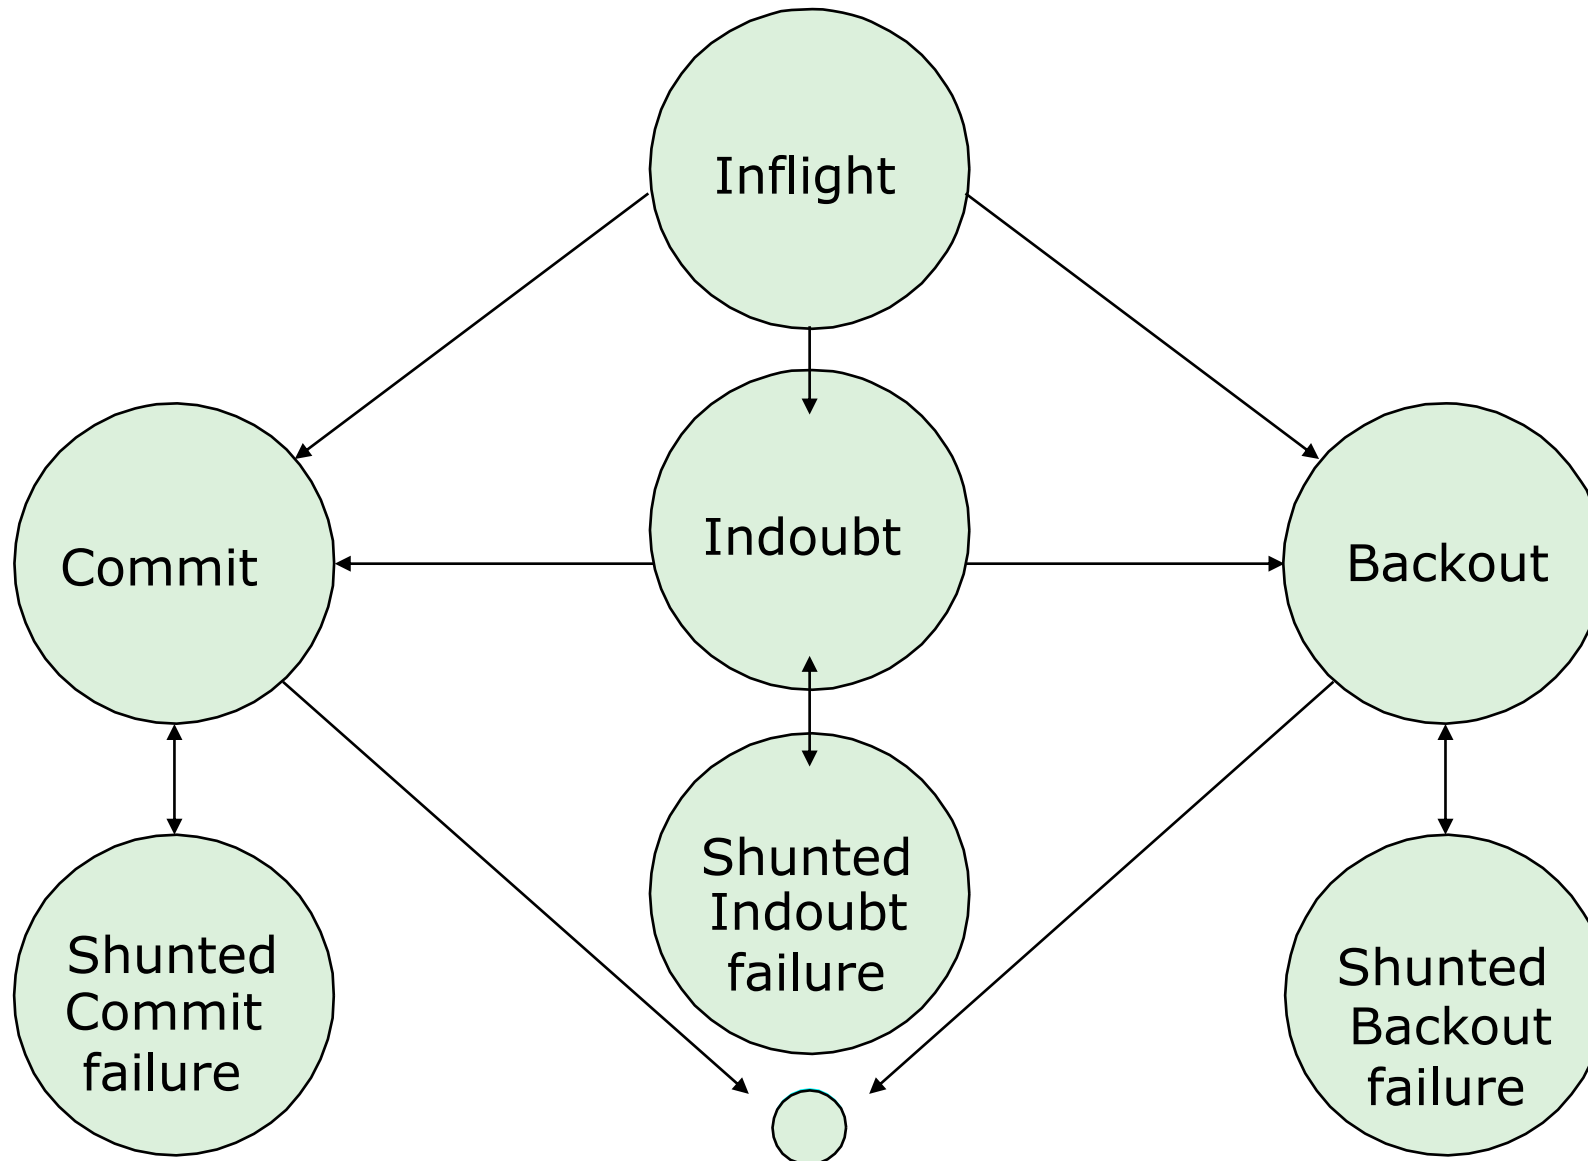 Inflight
Indoubt
Commit
Backout
Shunted
Indoubt
failure
Shunted
Commit
failure
Shunted
Backout
failure